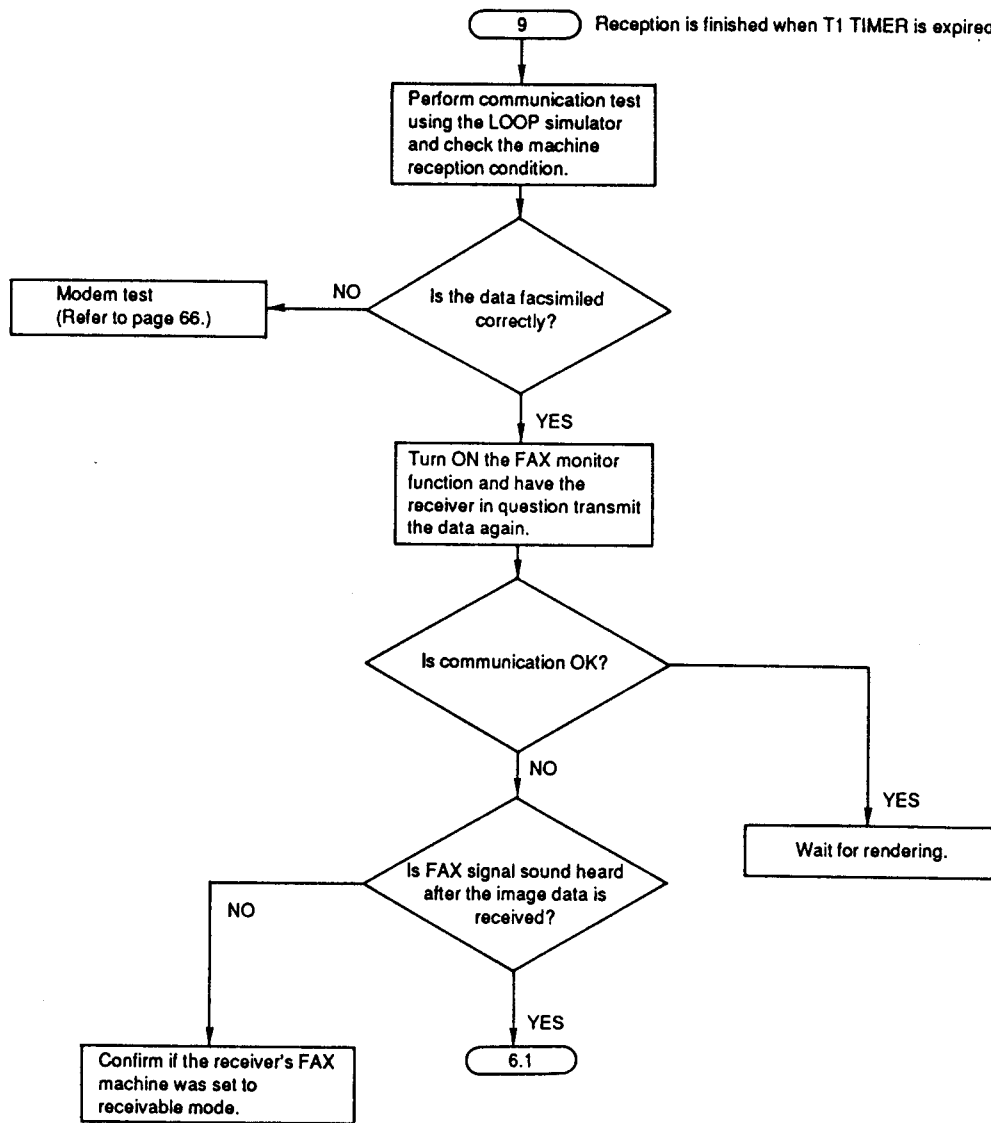 9
Reception is finished when T1 TIMER is expired
Perform communication test
using the LOOP simulator
and check the machine
reception condition.
Is the data facsimiled
correctly?
NO
Modem test
(Refer to page 66.)
YES
Turn ON the FAX monitor
function and have the
receiver in question transmit
the data again.
Is communication OK?
NO
YES
Wait for rendering.
Is FAX signal sound heard
after the image data is
received?
NO
YES
Confirm if the receiver's FAX
machine was set to
receivable mode.
6.1